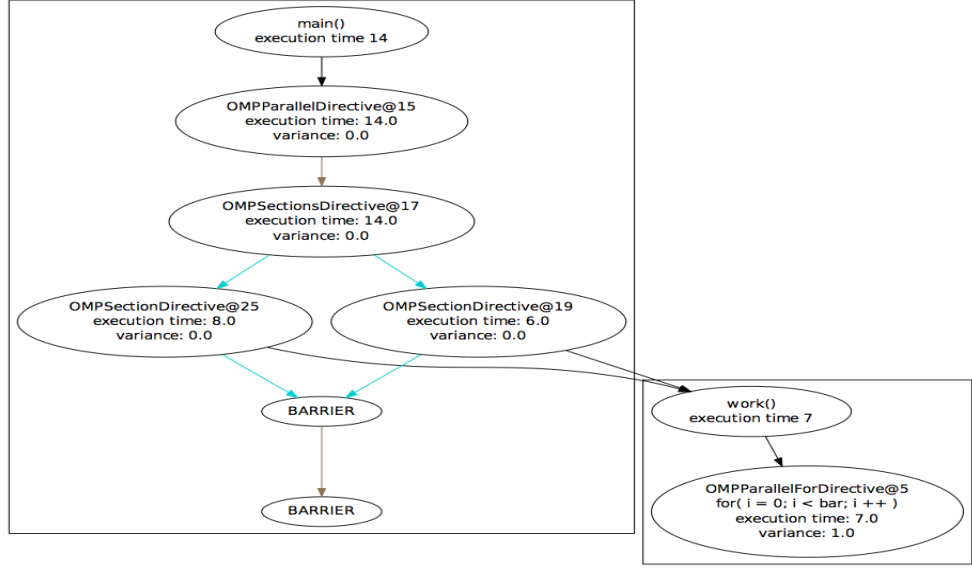 main()
execution time 14
OMPParallelDirective@15
execution time: 14.0
variance: 0.0
OMPSectionsDirective@17
execution time: 14.0
variance: 0.0
OMPSectionDirective@25
execution time: 8.0
variance: 0.0
OMPSectionDirective@19
execution time: 6.0
variance: 0.0
BARRIER
BARRIER
work()
execution time 7
OMPParallelForDirective@5
for( i = 0; i < bar; i ++ )
execution time: 7.0
variance: 1.0